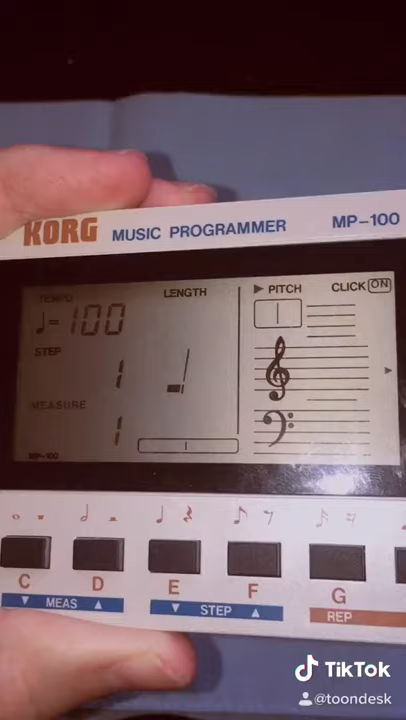 KORG MUSIC PROGRAMMER MP-100
TEMPO LENGTH ▶ PITCH CLICK ON
♩= 100
STEP
1
MEASURE
1
MP-100
C D E F G
▼ MEAS ▲ ▼ STEP ▲ REP
TikTok
@toondesk